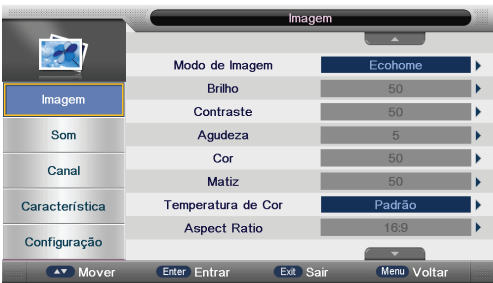 Imagem
Modo de Imagem Ecohome
Brilho 50
Contraste 50
Agudeza 5
Cor 50
Matiz 50
Temperatura de Cor Padrão
Aspect Ratio 16:9
Imagem
Som
Canal
Característica
Configuração
Mover Enter Entrar Exit Sair Menu Voltar